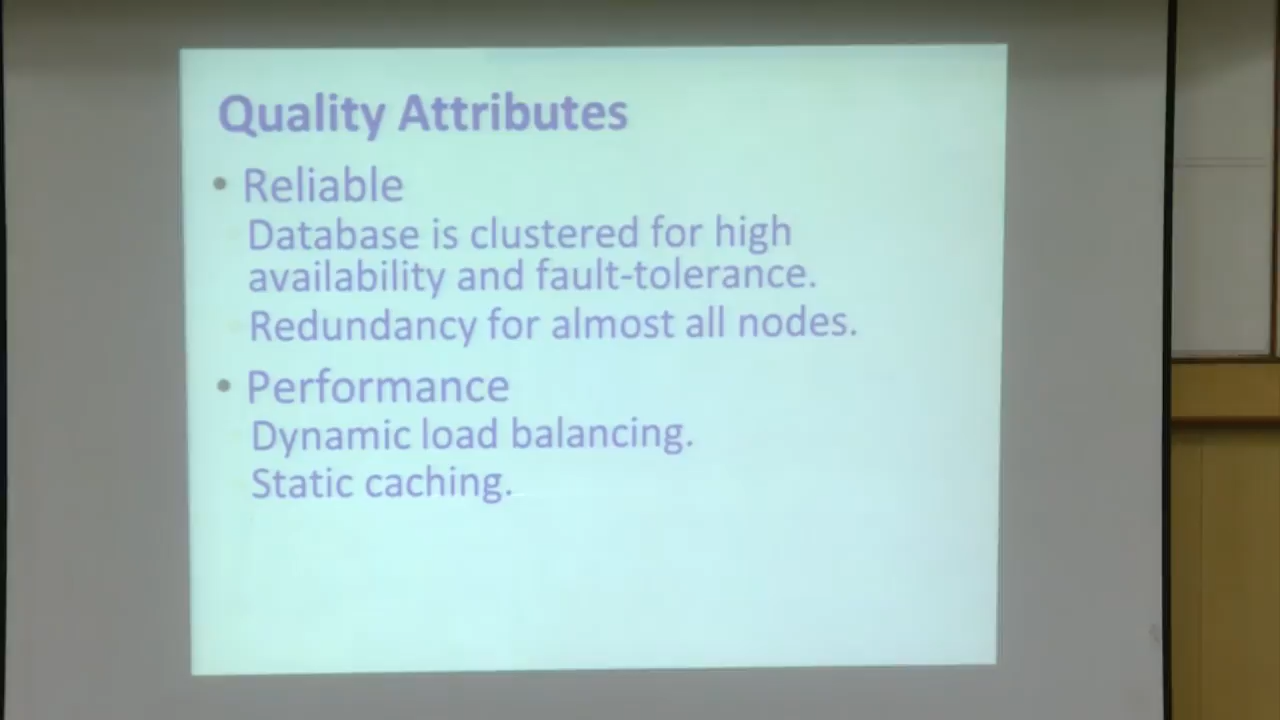 Quality Attributes
• Reliable
Database is clustered for high
availability and fault-tolerance.
Redundancy for almost all nodes.
• Performance
Dynamic load balancing.
Static caching.